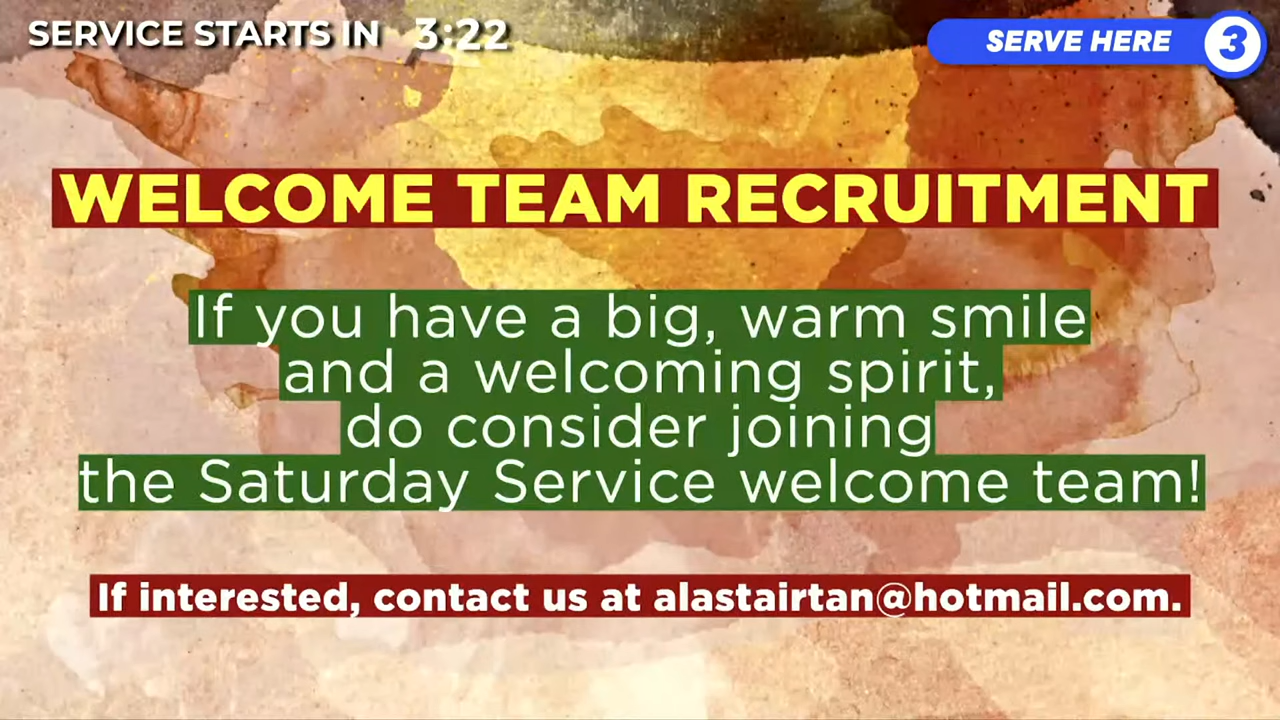 SERVICE STARTS IN 3:22
SERVE HERE 3
WELCOME TEAM RECRUITMENT
If you have a big, warm smile
and a welcoming spirit,
do consider joining
the Saturday Service welcome team!
If interested, contact us at alastairtan@hotmail.com.